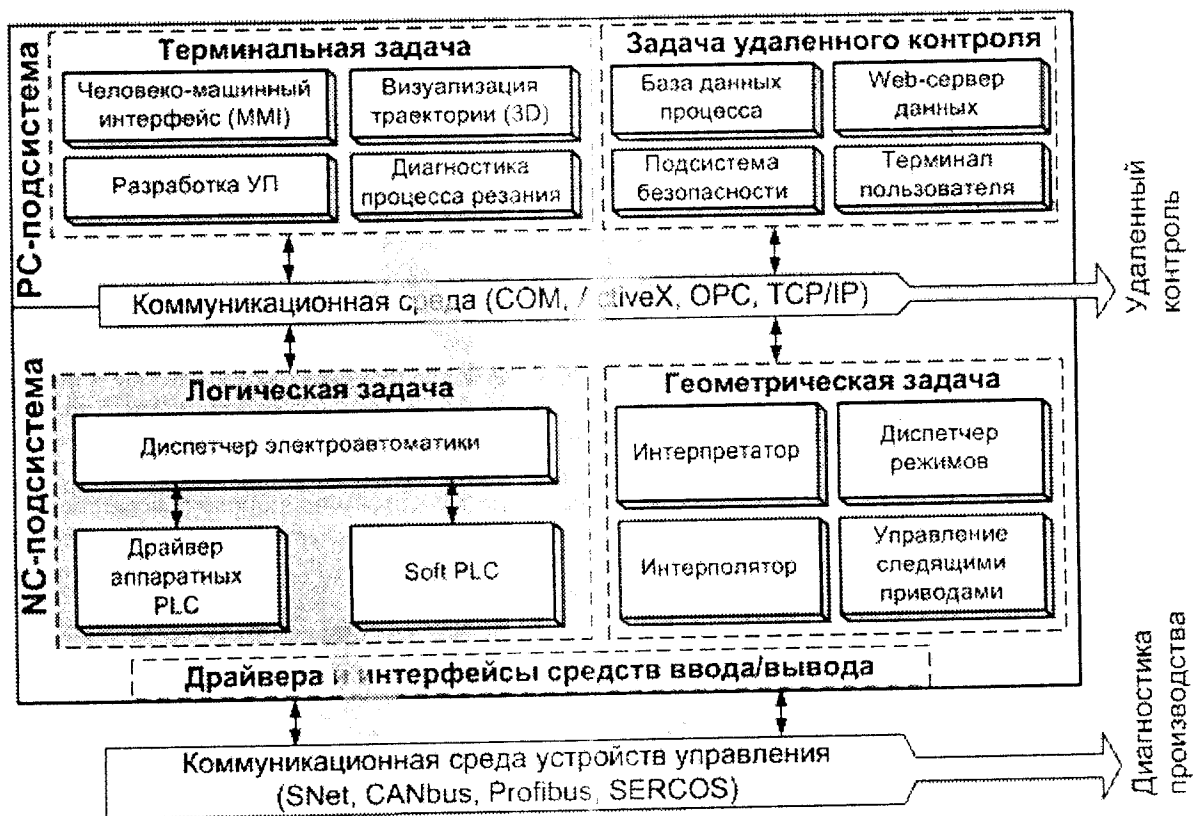 PC-подсистема
Терминальная задача
Человеко-машинный
интерфейс (MMI)
Визуализация
траектории (3D)
Разработка УП
Диагностика
процесса резания
Задача удаленного контроля
База данных
процесса
Web-сервер
данных
Подсистема
безопасности
Терминал
пользователя
Коммуникационная среда (COM, ActiveX, OPC, TCP/IP)
Удаленный
контроль
NC-подсистема
Логическая задача
Диспетчер электроавтоматики
Драйвер
аппаратных
PLC
Soft PLC
Геометрическая задача
Интерпретатор
Диспетчер
режимов
Интерполятор
Управление
следящими
приводами
Драйвера и интерфейсы средств ввода/вывода
Коммуникационная среда устройств управления
(SNet, CANbus, Profibus, SERCOS)
Диагностика
производства